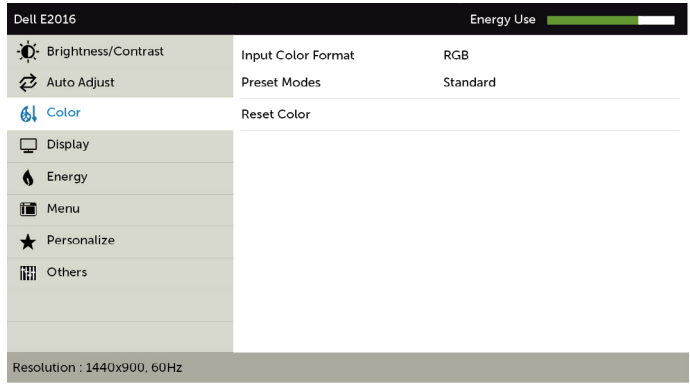 Dell E2016 Energy Use
Brightness/Contrast
Input Color Format RGB
Auto Adjust
Preset Modes Standard
Color
Reset Color
Display
Energy
Menu
Personalize
Others
Resolution : 1440x900, 60Hz